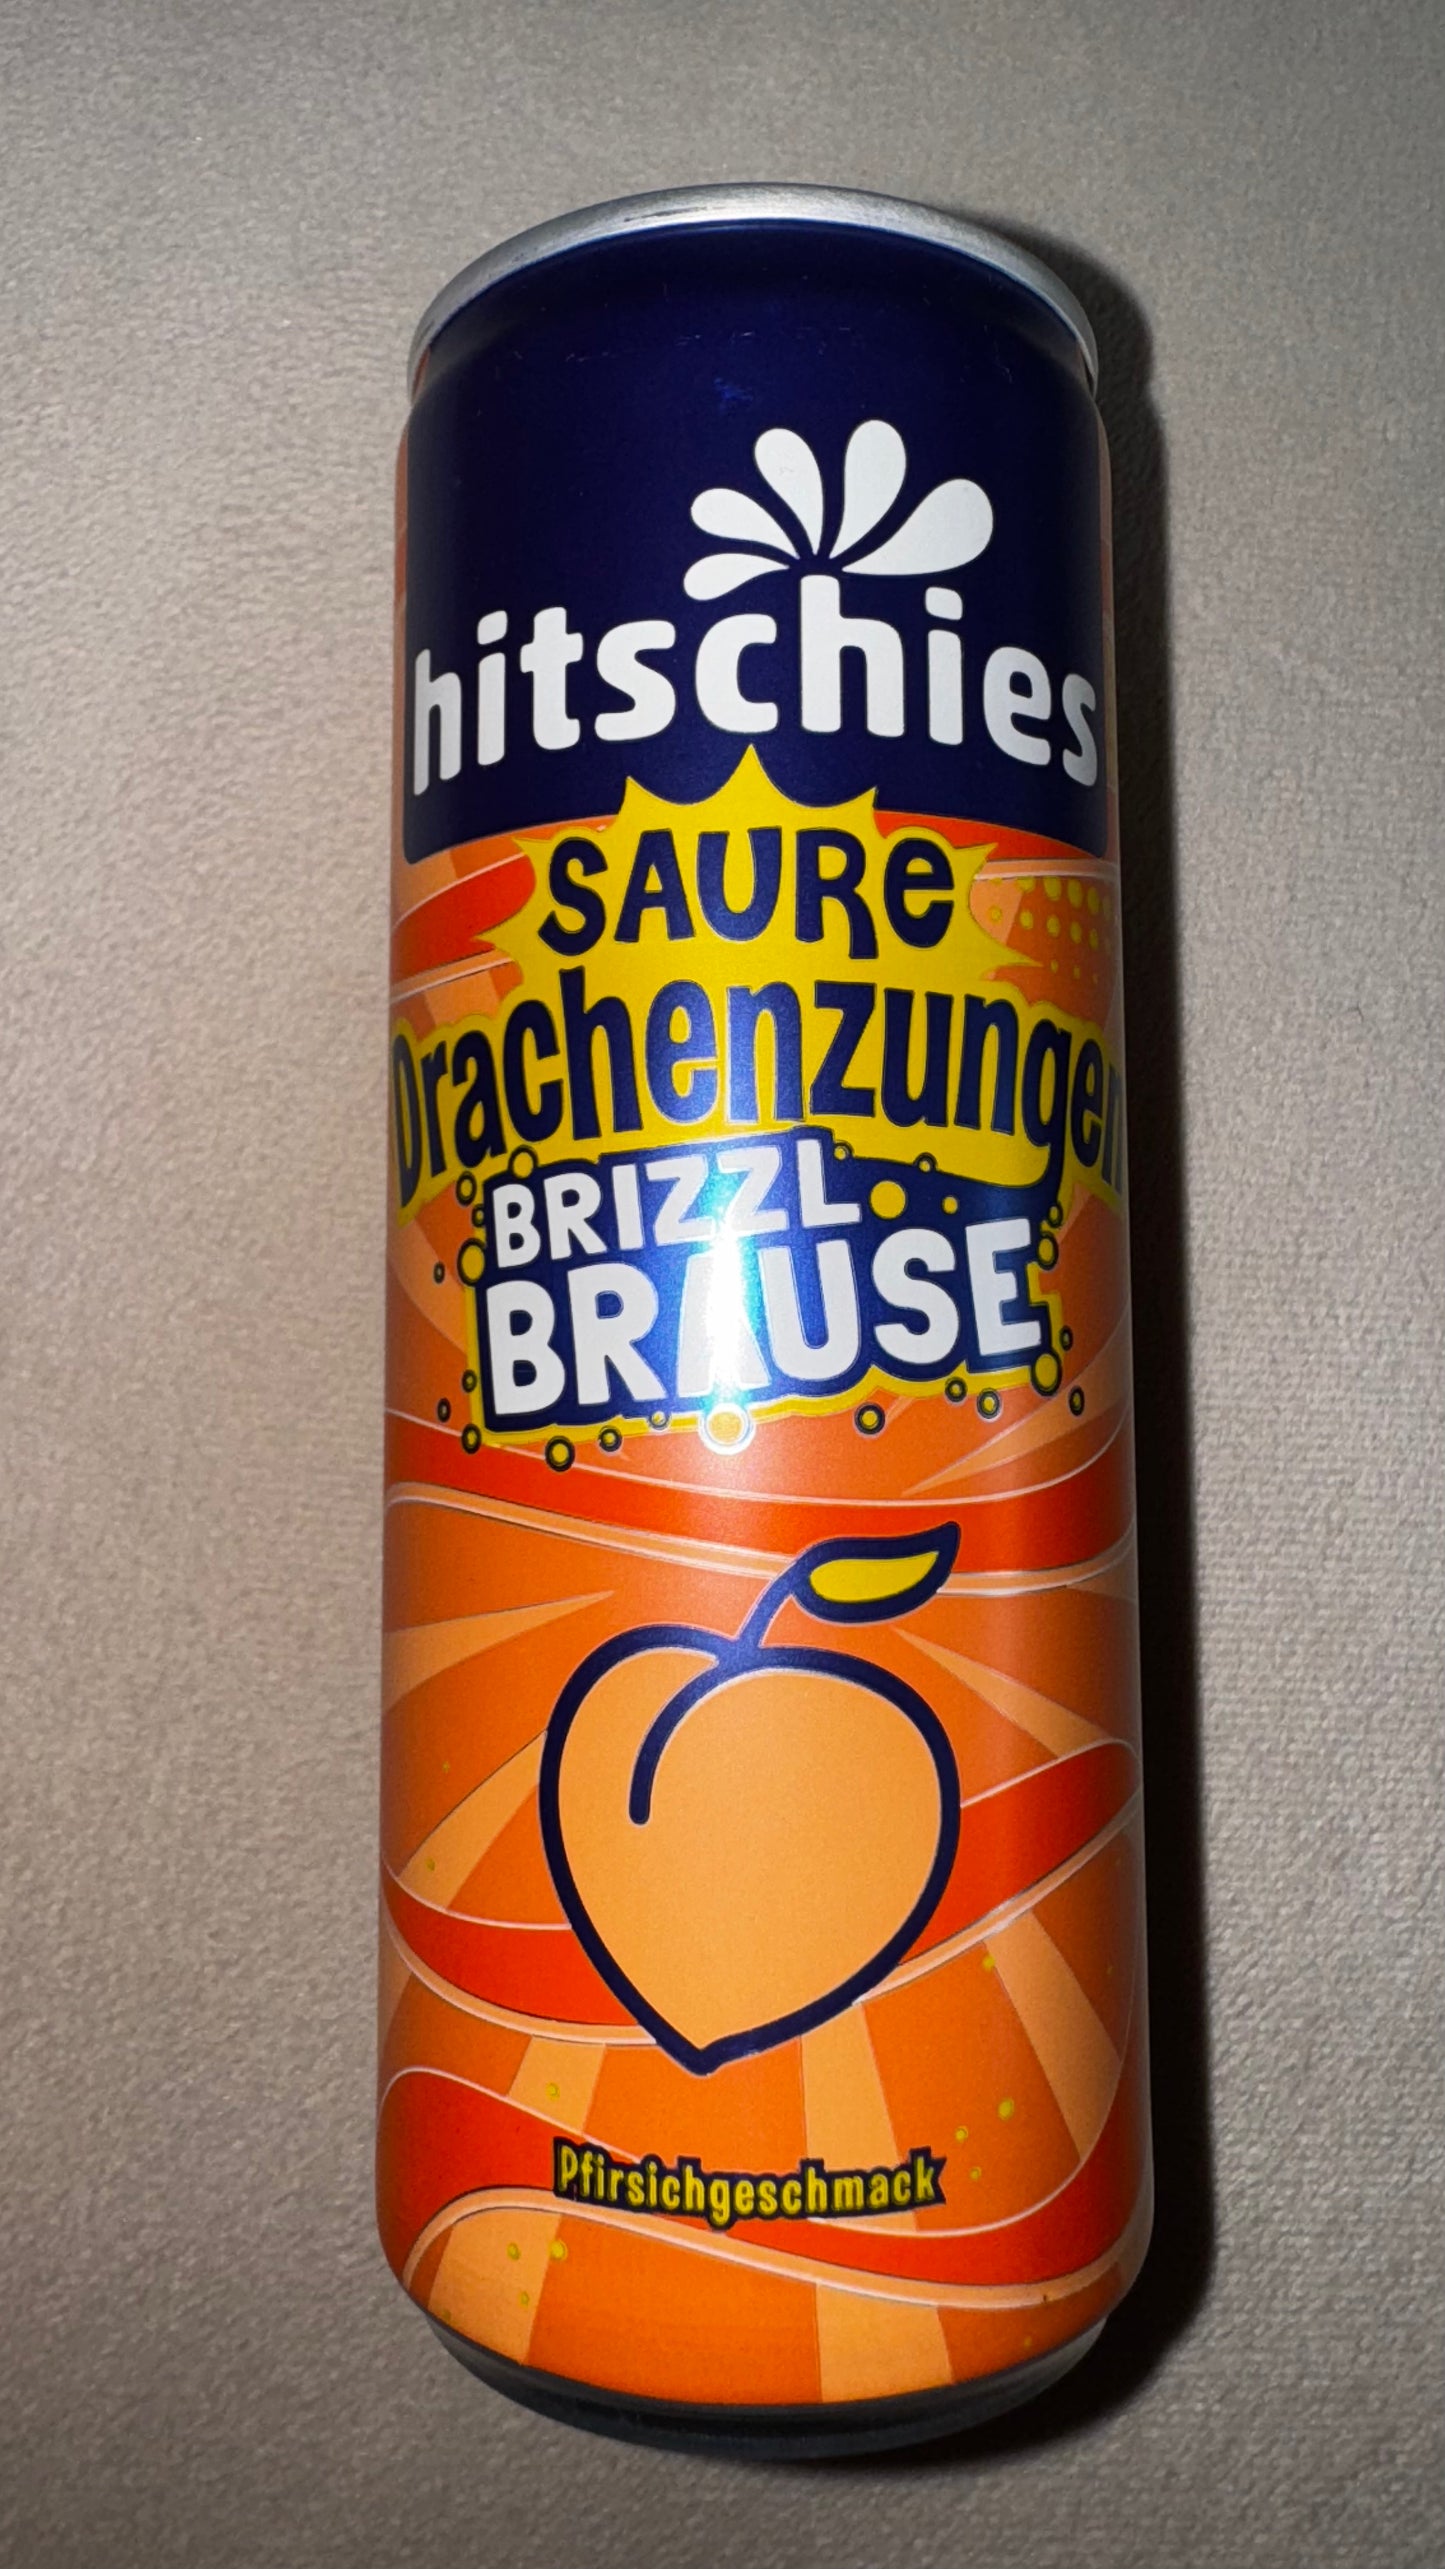 hitschies
SAURe
Drachenzungen
BRIZZL
BRAUSE
Pfirsichgeschmack